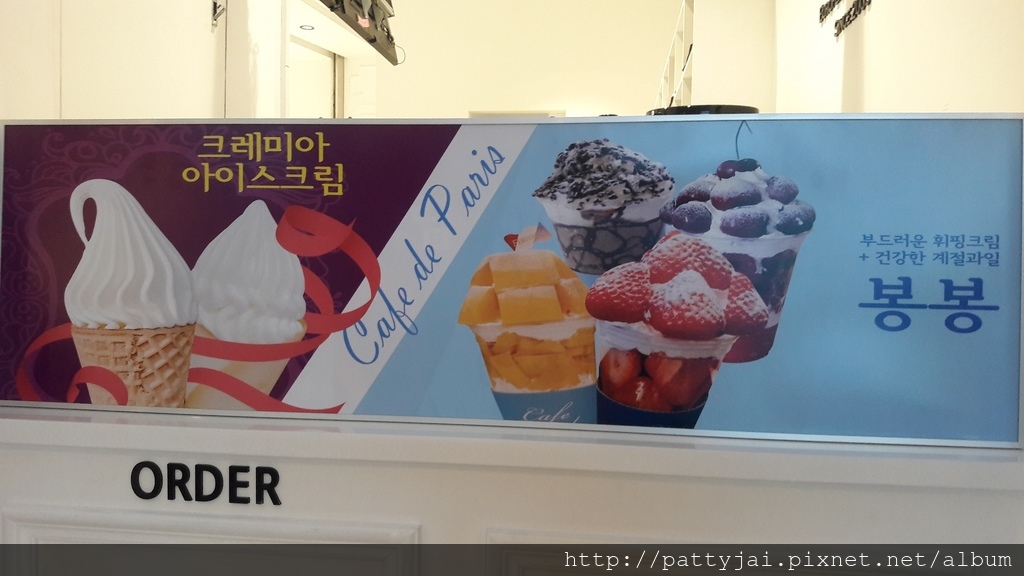 크레미아
아이스크림
Cafe de Paris
부드러운 휘핑크림
+ 건강한 계절과일
봉봉
Cafe
ORDER
http://pattyjai.pixnet.net/album